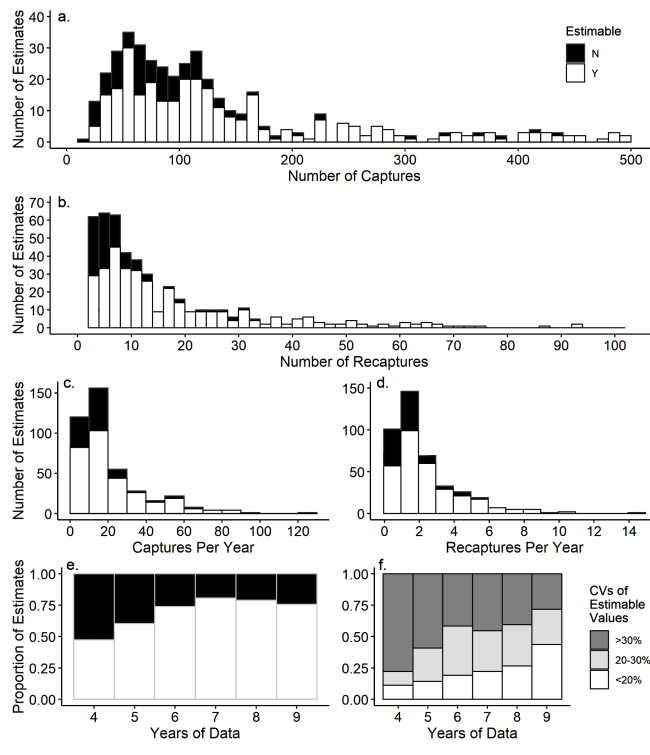 a.
Estimable
N
Y
40
30
20
10
0
Number of Estimates
0 100 200 300 400 500
Number of Captures
b.
70
60
50
40
30
20
10
0
Number of Estimates
0 10 20 30 40 50 60 70 80 90 100
Number of Recaptures
c.
150
100
50
0
Number of Estimates
0 20 40 60 80 100 120
Captures Per Year
d.
150
100
50
0
0 2 4 6 8 10 12 14
Recaptures Per Year
e.
1.00
0.75
0.50
0.25
0.00
Proportion of Estimates
4 5 6 7 8 9
Years of Data
f.
1.00
0.75
0.50
0.25
0.00
4 5 6 7 8 9
Years of Data
CVs of
Estimable
Values
>30%
20-30%
<20%